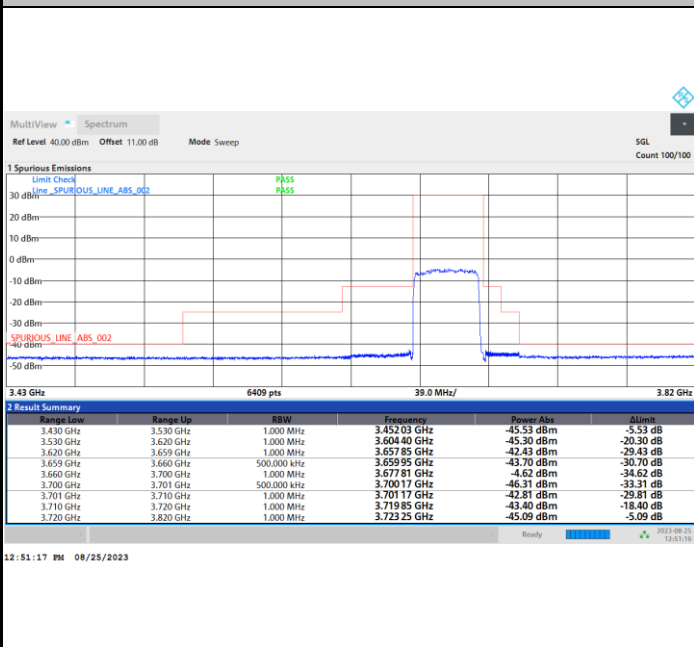 MultiView Spectrum
Ref Level 40.00 dBm Offset 11.00 dB Mode Sweep SGL
Count 100/100
1 Spurious Emissions
Limit Check PASS
Line _SPURIOUS_LINE_ABS_002 PASS
30 dBm
20 dBm
10 dBm
0 dBm
-10 dBm
-20 dBm
-30 dBm
SPURIOUS_LINE_ABS_002
-40 dBm
-50 dBm
3.43 GHz 6409 pts 39.0 MHz/ 3.82 GHz
2 Result Summary
Range Low Range Up RBW Frequency Power Abs ΔLimit
3.430 GHz 3.530 GHz 1.000 MHz 3.452 03 GHz -45.53 dBm -5.53 dB
3.530 GHz 3.620 GHz 1.000 MHz 3.604 40 GHz -45.30 dBm -20.30 dB
3.620 GHz 3.659 GHz 1.000 MHz 3.657 85 GHz -42.43 dBm -29.43 dB
3.659 GHz 3.660 GHz 500.000 kHz 3.659 95 GHz -43.70 dBm -30.70 dB
3.660 GHz 3.700 GHz 1.000 MHz 3.677 81 GHz -4.62 dBm -34.62 dB
3.700 GHz 3.701 GHz 500.000 kHz 3.700 17 GHz -46.31 dBm -33.31 dB
3.701 GHz 3.710 GHz 1.000 MHz 3.701 17 GHz -42.81 dBm -29.81 dB
3.710 GHz 3.720 GHz 1.000 MHz 3.719 85 GHz -43.40 dBm -18.40 dB
3.720 GHz 3.820 GHz 1.000 MHz 3.723 25 GHz -45.09 dBm -5.09 dB
Ready 2023-08-25
12:51:18
12:51:17 PM 08/25/2023